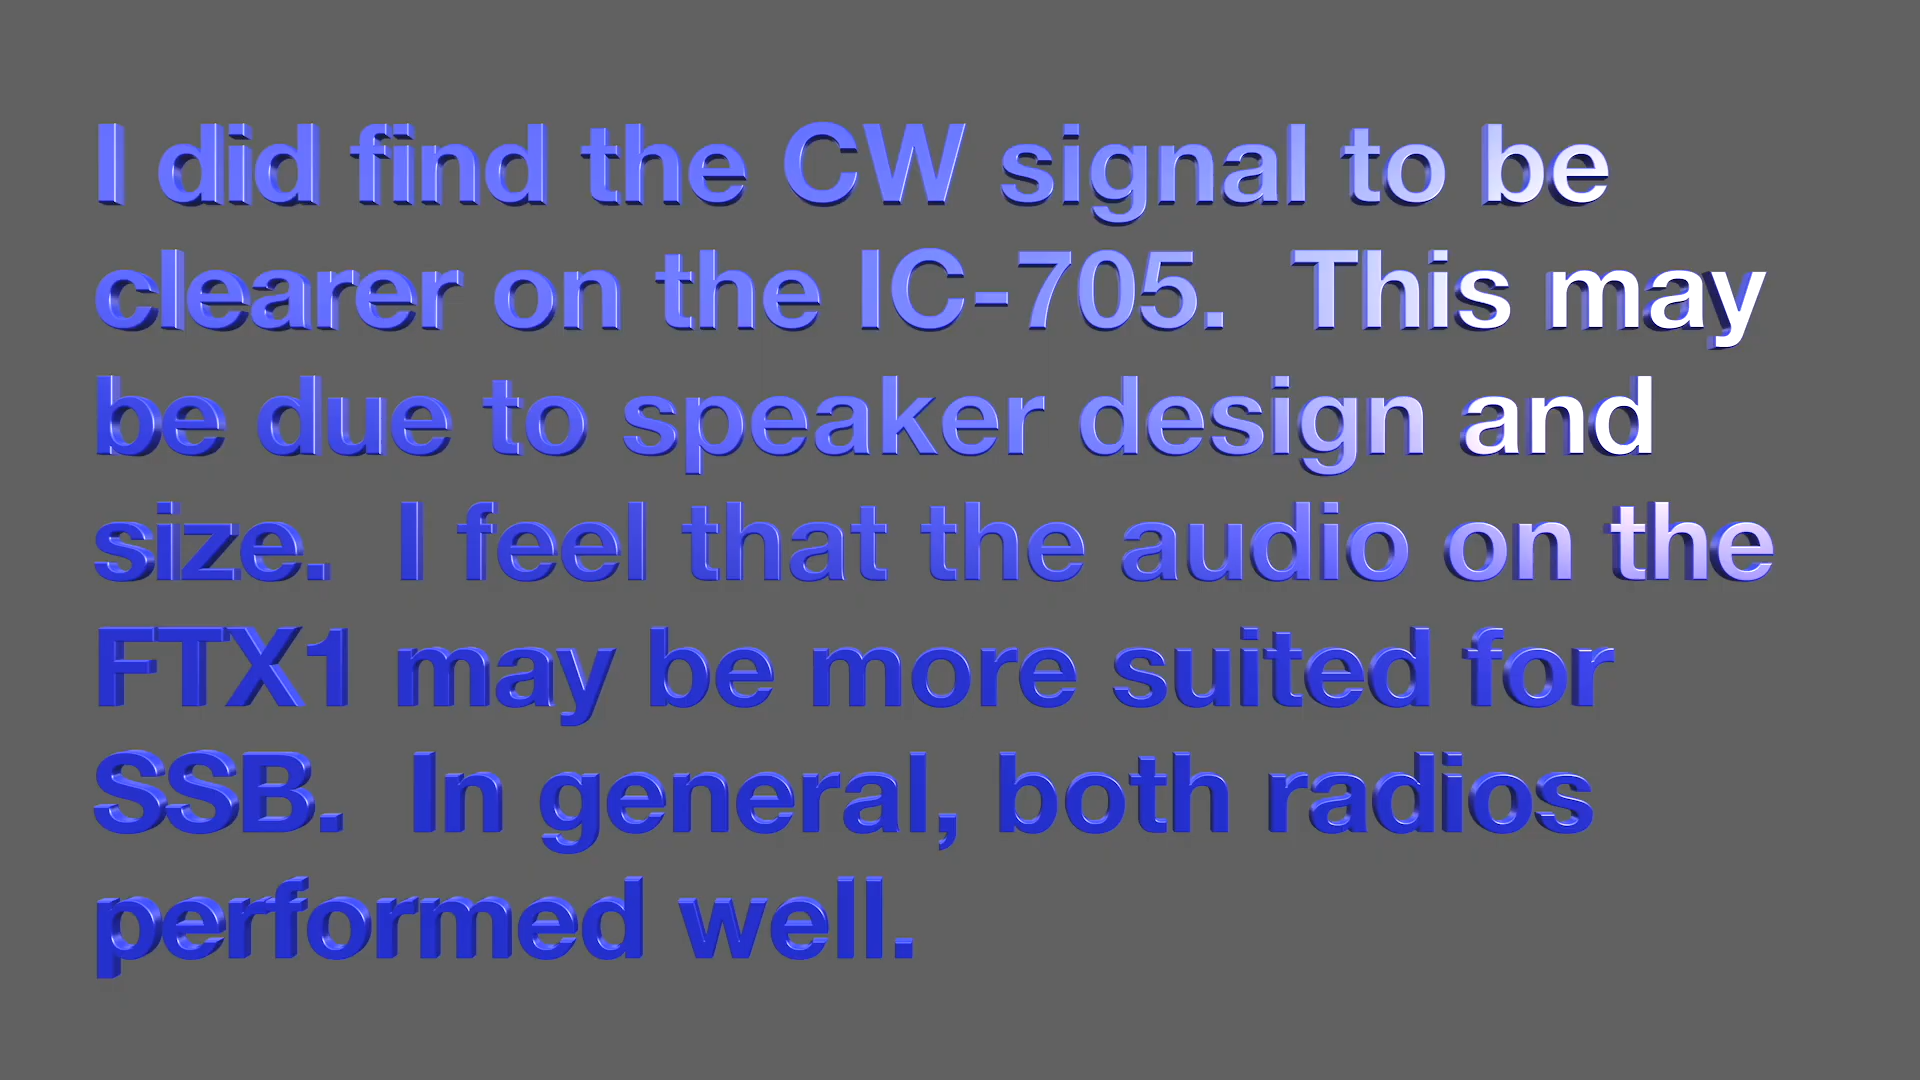 I did find the CW signal to be
clearer on the IC-705.  This may
be due to speaker design and
size.  I feel that the audio on the
FTX1 may be more suited for
SSB.  In general, both radios
performed well.